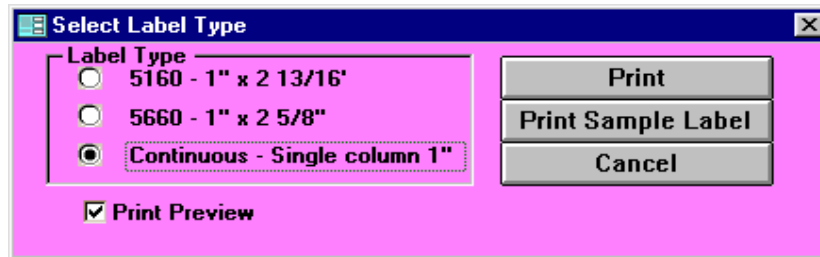 Select Label Type
Label Type
5160 - 1" x 2 13/16'
5660 - 1" x 2 5/8"
Continuous - Single column 1"
Print Preview
Print
Print Sample Label
Cancel